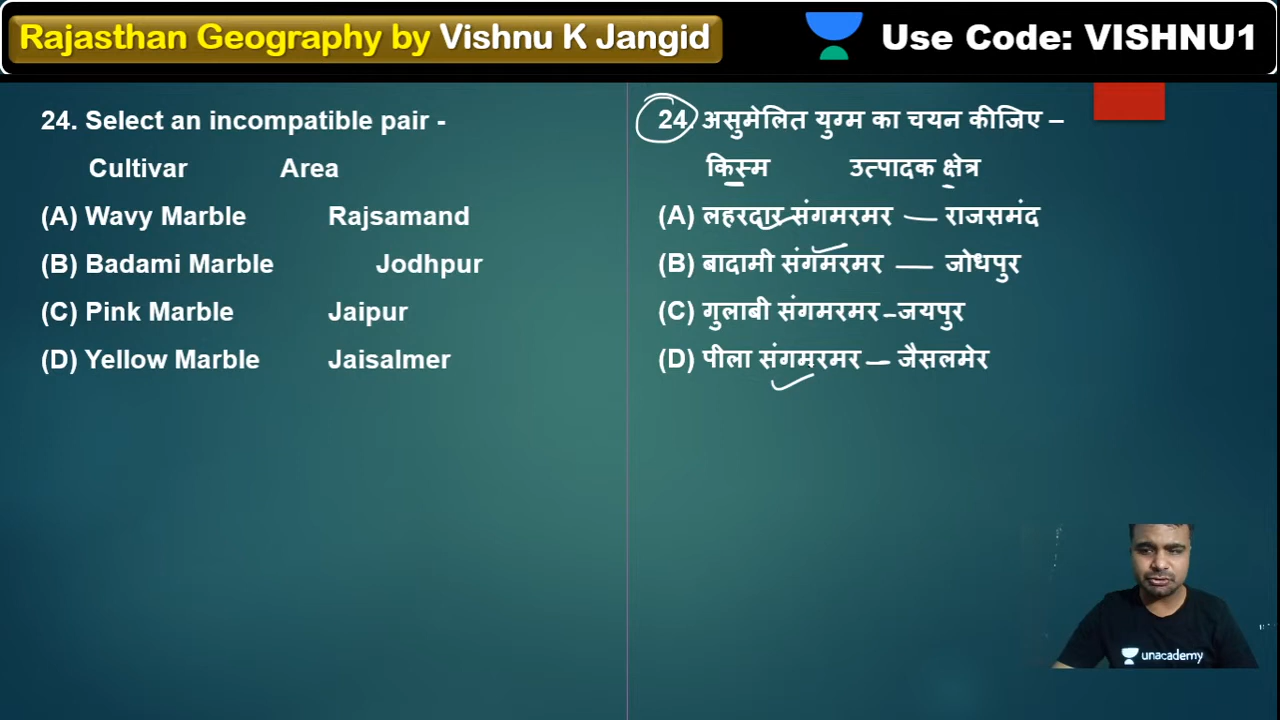 Rajasthan Geography by Vishnu K Jangid
Use Code: VISHNU1
24. Select an incompatible pair -
Cultivar Area
(A) Wavy Marble Rajsamand
(B) Badami Marble Jodhpur
(C) Pink Marble Jaipur
(D) Yellow Marble Jaisalmer
24. असुमेलित युग्म का चयन कीजिए –
किस्म उत्पादक क्षेत्र
(A) लहरदार संगमरमर — राजसमंद
(B) बादामी संगमरमर — जोधपुर
(C) गुलाबी संगमरमर – जयपुर
(D) पीला संगमरमर – जैसलमेर
unacademy